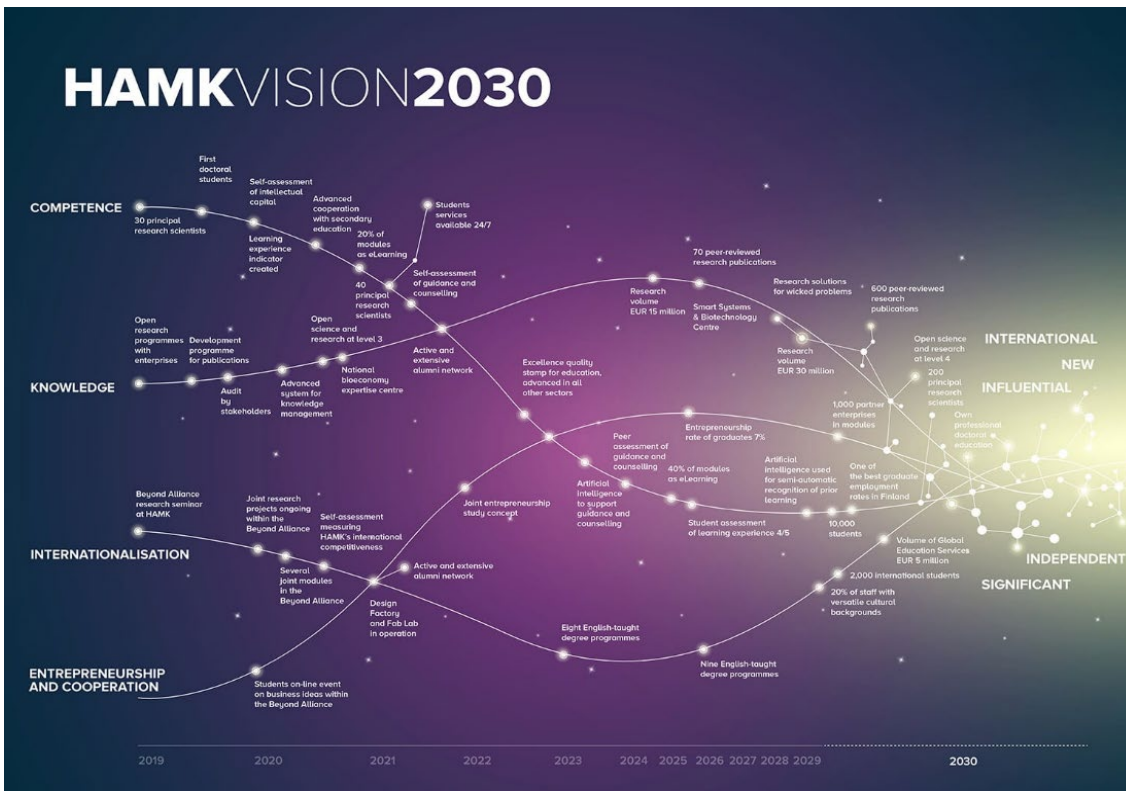 HAMKVISION2030
COMPETENCE
30 principal
research scientists
First
doctoral
students
Self-assessment
of intellectual
capital
Learning
experience
indicator
created
Advanced
cooperation
with secondary
education
20% of
modules
as eLearning
40
principal
research
scientists
Students
services
available 24/7
Self-assessment
of guidance and
counselling
KNOWLEDGE
Open
research
programmes
with
enterprises
Development
programme
for publications
Audit
by
stakeholders
Advanced
system for
knowledge
management
Open
science and
research at level 3
National
bioeconomy
expertise centre
Active and
extensive
alumni network
Research
volume
EUR 15 million
70 peer-reviewed
research publications
Smart Systems
& Biotechnology
Centre
Research solutions
for wicked problems
Research
volume
EUR 30 million
600 peer-reviewed
research
publications
Open science
and research
at level 4
200
principal
research
scientists
Excellence quality
stamp for education,
advanced in all
other sectors
Entrepreneurship
rate of graduates 7%
1,000 partner
enterprises
in modules
Own
professional
doctoral
education
INTERNATIONAL
NEW
INFLUENTIAL
INTERNATIONALISATION
Beyond Alliance
research seminar
at HAMK
Joint research
projects ongoing
within the
Beyond Alliance
Several
joint modules
in the
Beyond Alliance
Self-assessment
measuring
HAMK's international
competitiveness
Active and extensive
alumni network
Design
Factory
and Fab Lab
in operation
Joint entrepreneurship
study concept
Artificial
intelligence
to support
guidance and
counselling
Peer
assessment of
guidance and
counselling
40% of modules
as eLearning
Student assessment
of learning experience 4/5
Artificial
intelligence used
for semi-automatic
recognition of prior
learning
10,000
students
One of
the best graduate
employment
rates in Finland
Volume of Global
Education Services
EUR 5 million
2,000 international students
20% of staff with
versatile cultural
backgrounds
INDEPENDENT
SIGNIFICANT
ENTREPRENEURSHIP
AND COOPERATION
Students on-line event
on business ideas within
the Beyond Alliance
Eight English-taught
degree programmes
Nine English-taught
degree programmes
2019 2020 2021 2022 2023 2024 2025 2026 2027 2028 2029 2030